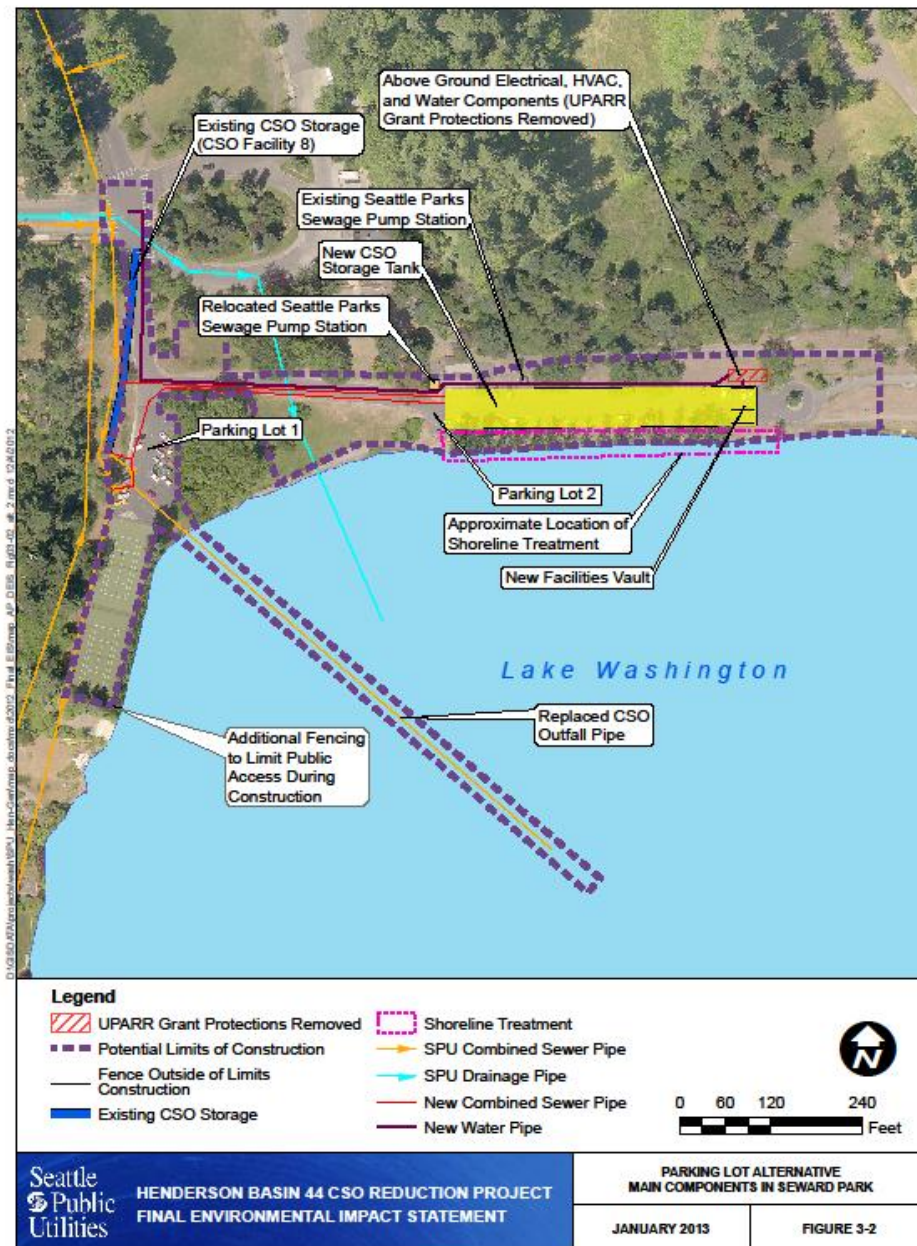 Above Ground Electrical, HVAC,
and Water Components (UPARR
Grant Protections Removed)
Existing CSO Storage
(CSO Facility 8)
Existing Seattle Parks
Sewage Pump Station
New CSO
Storage Tank
Relocated Seattle Parks
Sewage Pump Station
Parking Lot 1
Parking Lot 2
Approximate Location of
Shoreline Treatment
New Facilities Vault
Lake Washington
Replaced CSO
Outfall Pipe
Additional Fencing
to Limit Public
Access During
Construction
Legend
UPARR Grant Protections Removed
Potential Limits of Construction
Fence Outside of Limits
Construction
Existing CSO Storage
Shoreline Treatment
SPU Combined Sewer Pipe
SPU Drainage Pipe
New Combined Sewer Pipe
New Water Pipe
N
0 60 120 240
Feet
Seattle
Public
Utilities
HENDERSON BASIN 44 CSO REDUCTION PROJECT
FINAL ENVIRONMENTAL IMPACT STATEMENT
PARKING LOT ALTERNATIVE
MAIN COMPONENTS IN SEWARD PARK
JANUARY 2013
FIGURE 3-2